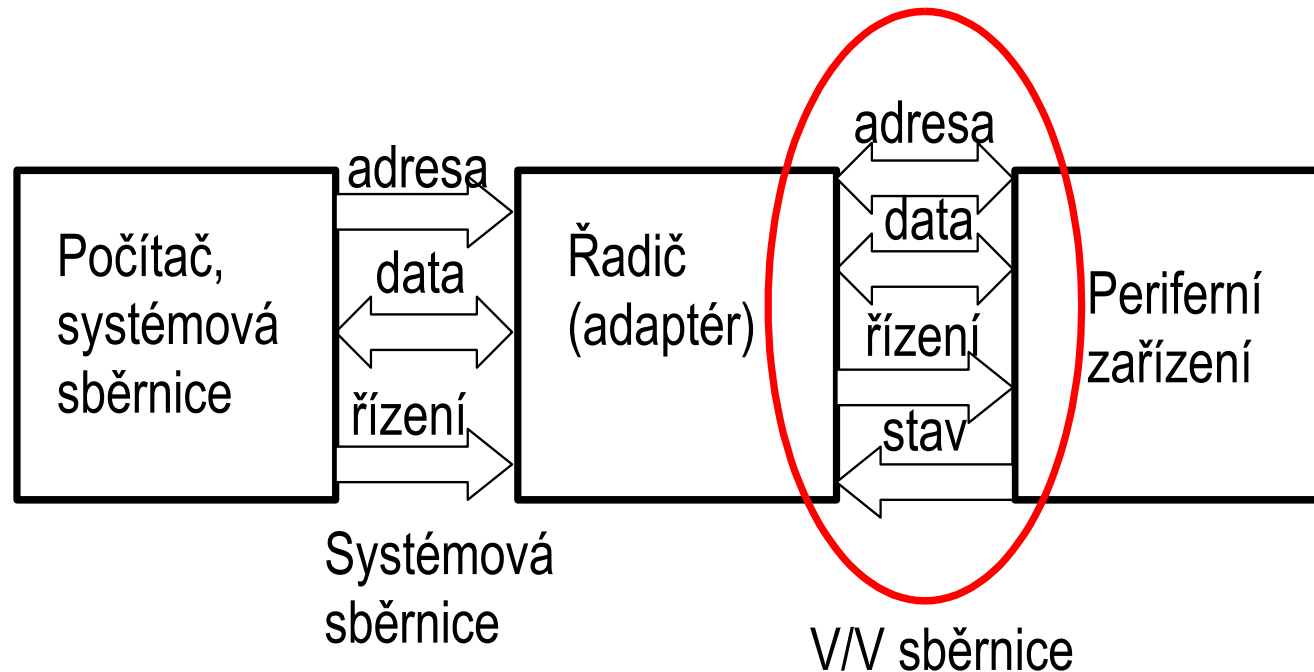 Počítač,
systémová
sběrnice
adresa
data
řízení
Systémová
sběrnice
Řadič
(adaptér)
adresa
data
řízení
stav
V/V sběrnice
Periferní
zařízení